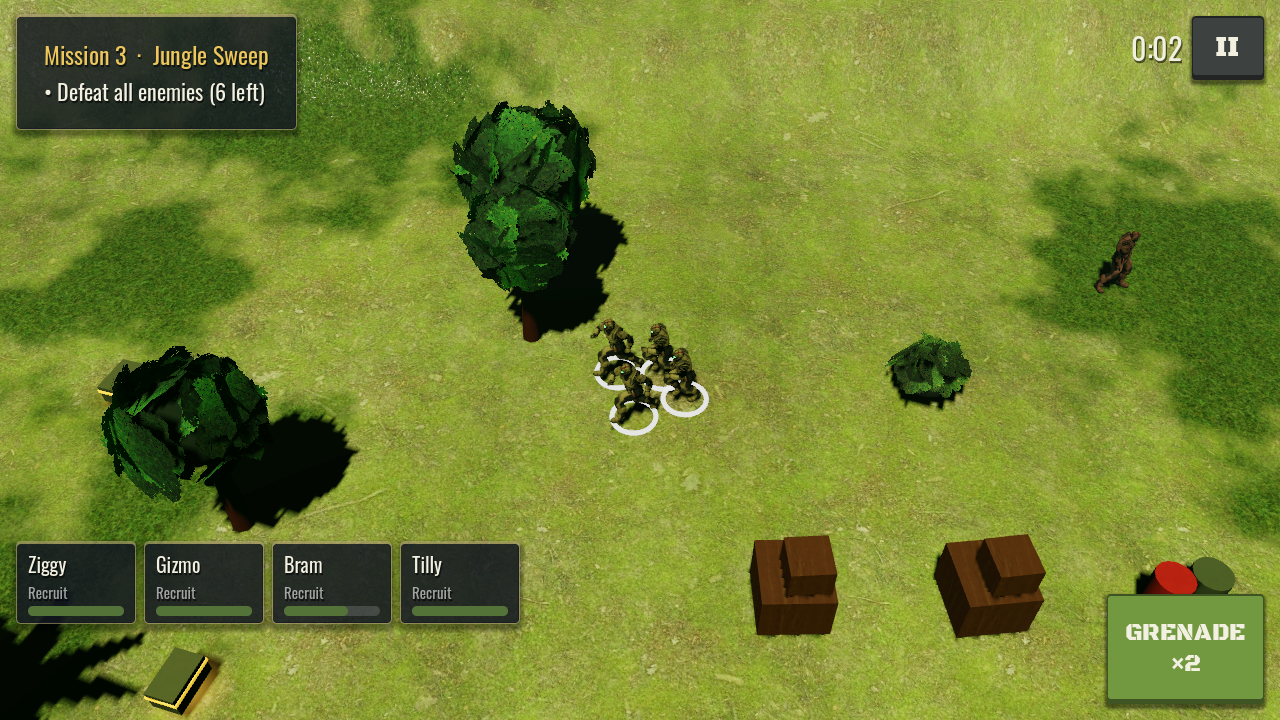 Mission 3 · Jungle Sweep
• Defeat all enemies (6 left)
0:02
Ziggy
Recruit
Gizmo
Recruit
Bram
Recruit
Tilly
Recruit
GRENADE
×2